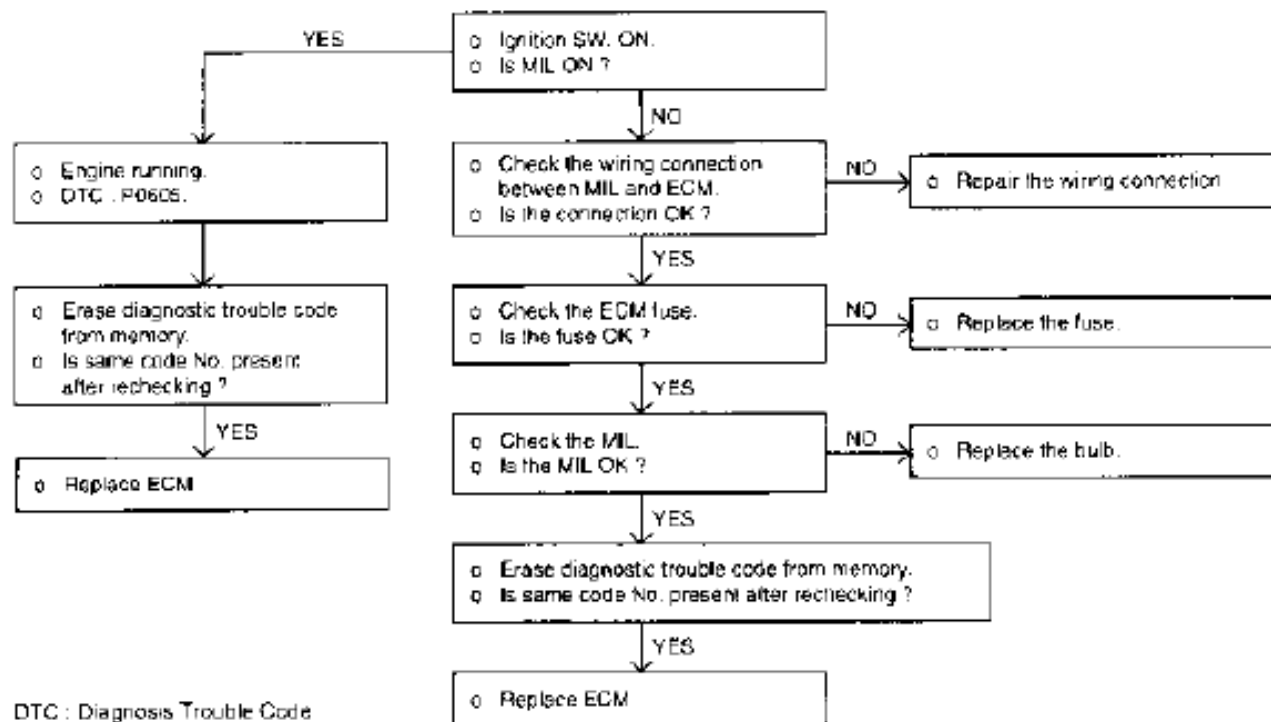 YES
o Ignition SW. ON.
o Is MIL ON ?
NO
o Engine running.
o DTC : P0605.
o Check the wiring connection
between MIL and ECM.
o Is the connection OK ?
NO
o Repair the wiring connection
YES
o Erase diagnostic trouble code
from memory.
o Is same code No. present
after rechecking ?
o Check the ECM fuse.
o Is the fuse OK ?
NO
o Replace the fuse.
YES
YES
o Replace ECM
o Check the MIL.
o Is the MIL OK ?
NO
o Replace the bulb.
YES
o Erase diagnostic trouble code from memory.
o Is same code No. present after rechecking ?
YES
o Replace ECM
DTC : Diagnosis Trouble Code